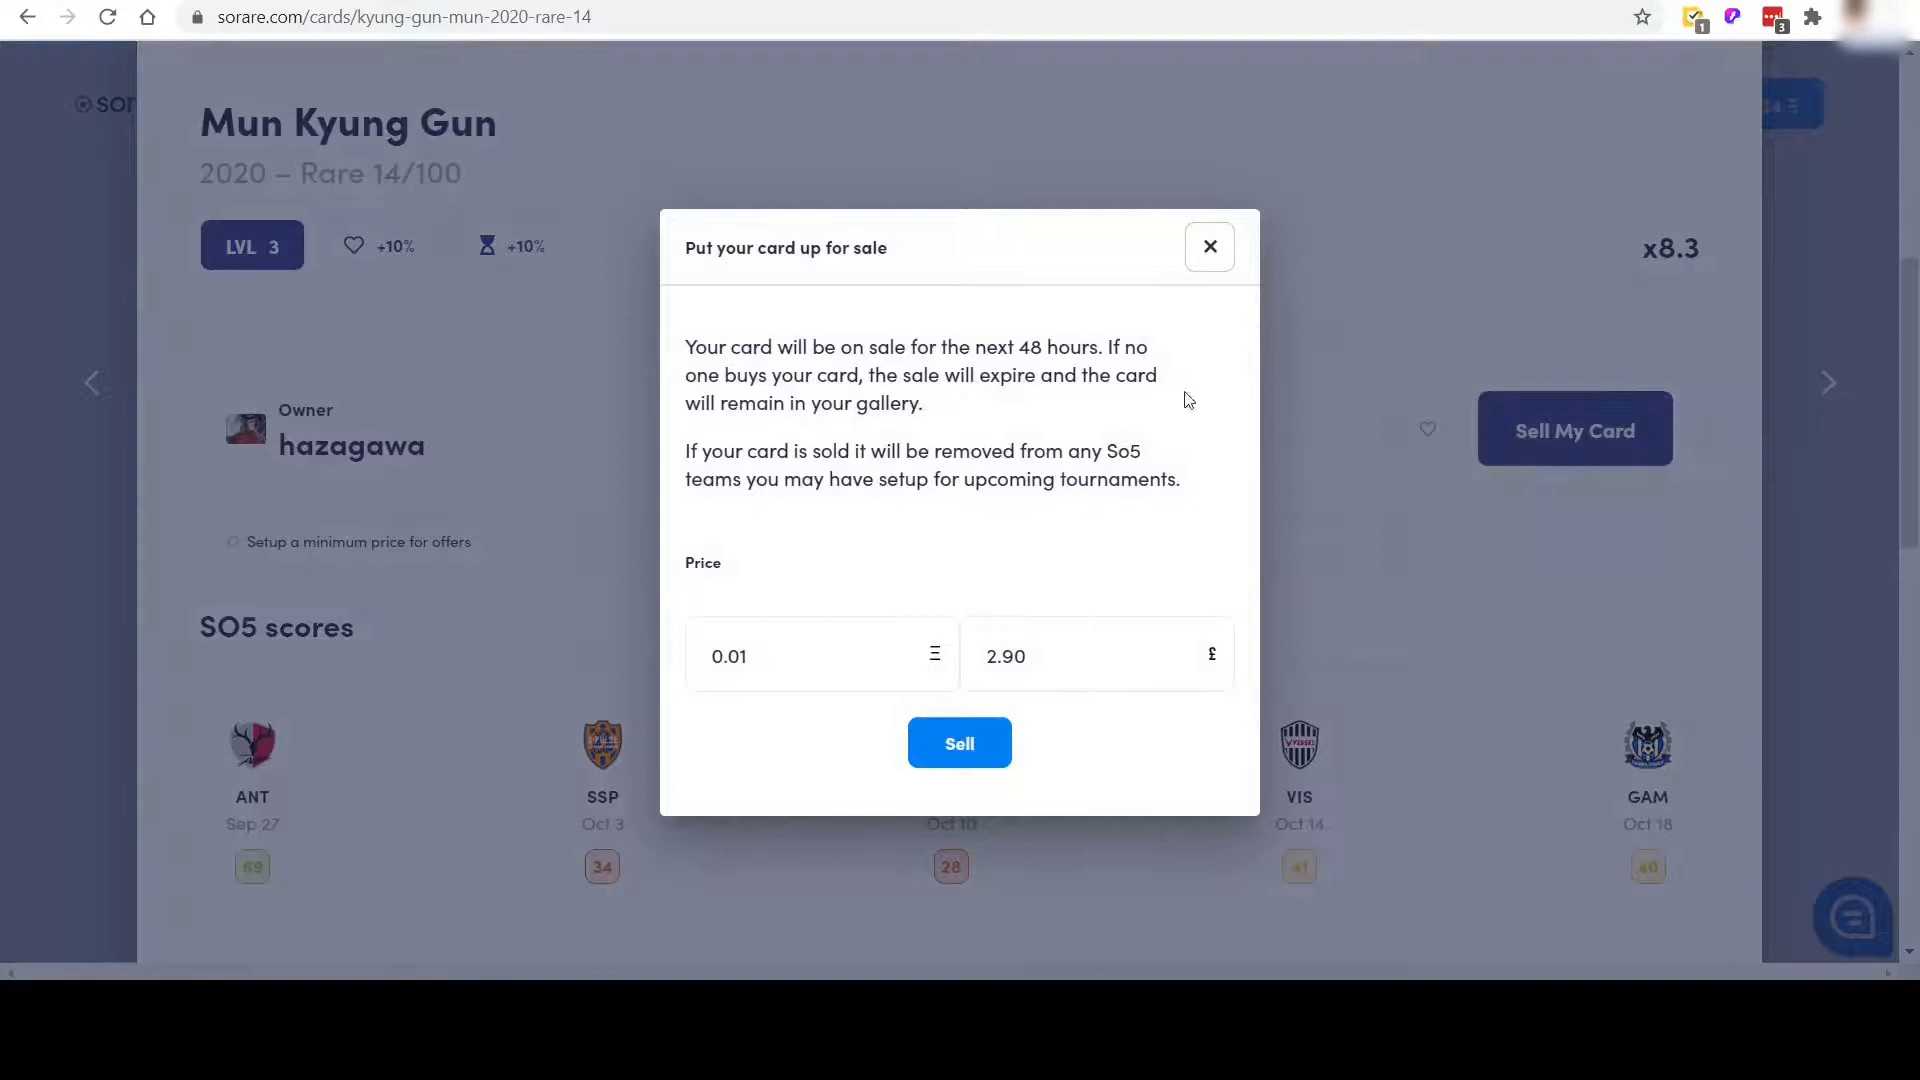 sorare.com/cards/kyung-gun-mun-2020-rare-14
1
3
sor
Mun Kyung Gun
2020 – Rare 14/100
LVL 3
+10%
+10%
x8.3
Put your card up for sale
Your card will be on sale for the next 48 hours. If no
one buys your card, the sale will expire and the card
will remain in your gallery.
If your card is sold it will be removed from any So5
teams you may have setup for upcoming tournaments.
Owner
hazagawa
Sell My Card
Setup a minimum price for offers
Price
0.01 Ξ
2.90 £
Sell
SO5 scores
ANT SSP VIS GAM
Sep 27 Oct 3 Oct 10 Oct 14 Oct 18
69 34 28 41 40